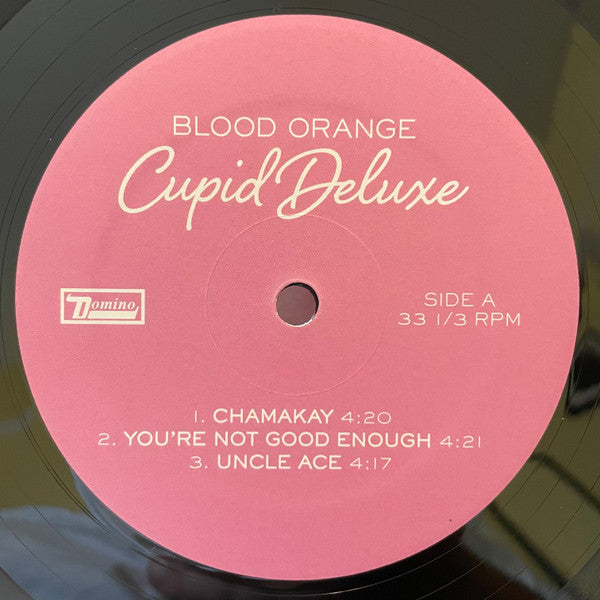 BLOOD ORANGE
Cupid Deluxe
Domino
SIDE A
33 1/3 RPM
1. CHAMAKAY 4:20
2. YOU'RE NOT GOOD ENOUGH 4:21
3. UNCLE ACE 4:17